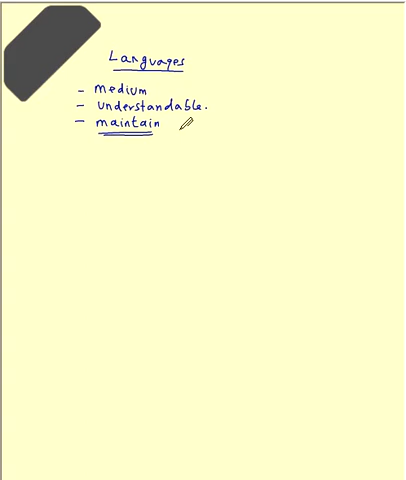 Languages
- medium
- understandable.
- maintain